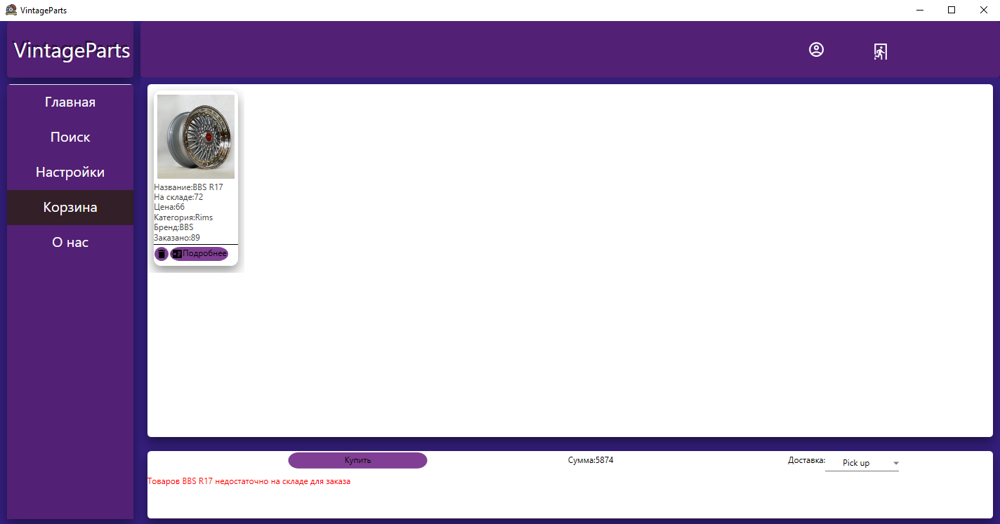 VintageParts
VintageParts
Главная
Поиск
Настройки
Корзина
О нас
Название:BBS R17
На складе:72
Цена:66
Категория:Rims
Бренд:BBS
Заказано:89
Подробнее
Купить
Сумма:5874
Доставка:
Pick up
Товаров BBS R17 недостаточно на складе для заказа